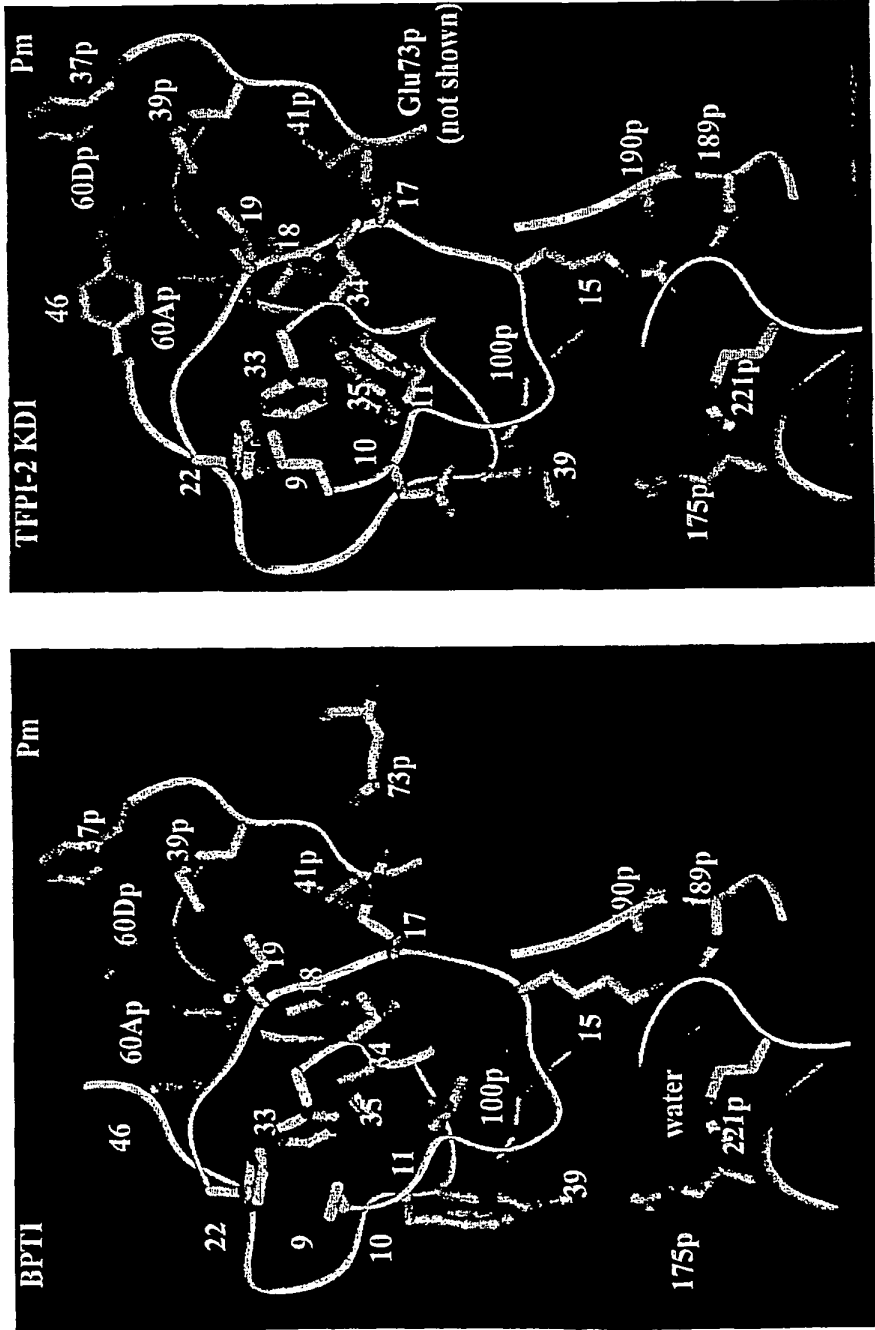 BPTI
Pm
37p
46
60Ap
60Dp
39p
22
19
33
18
41p
73p
9
34
35
17
10
11
100p
190p
39
15
189p
water
221p
175p
TFPI-2 KD1
Pm
37p
46
60Dp
39p
60Ap
19
41p
22
33
18
Glu73p
(not shown)
9
34
35
17
10
11
100p
190p
39
15
189p
221p
175p